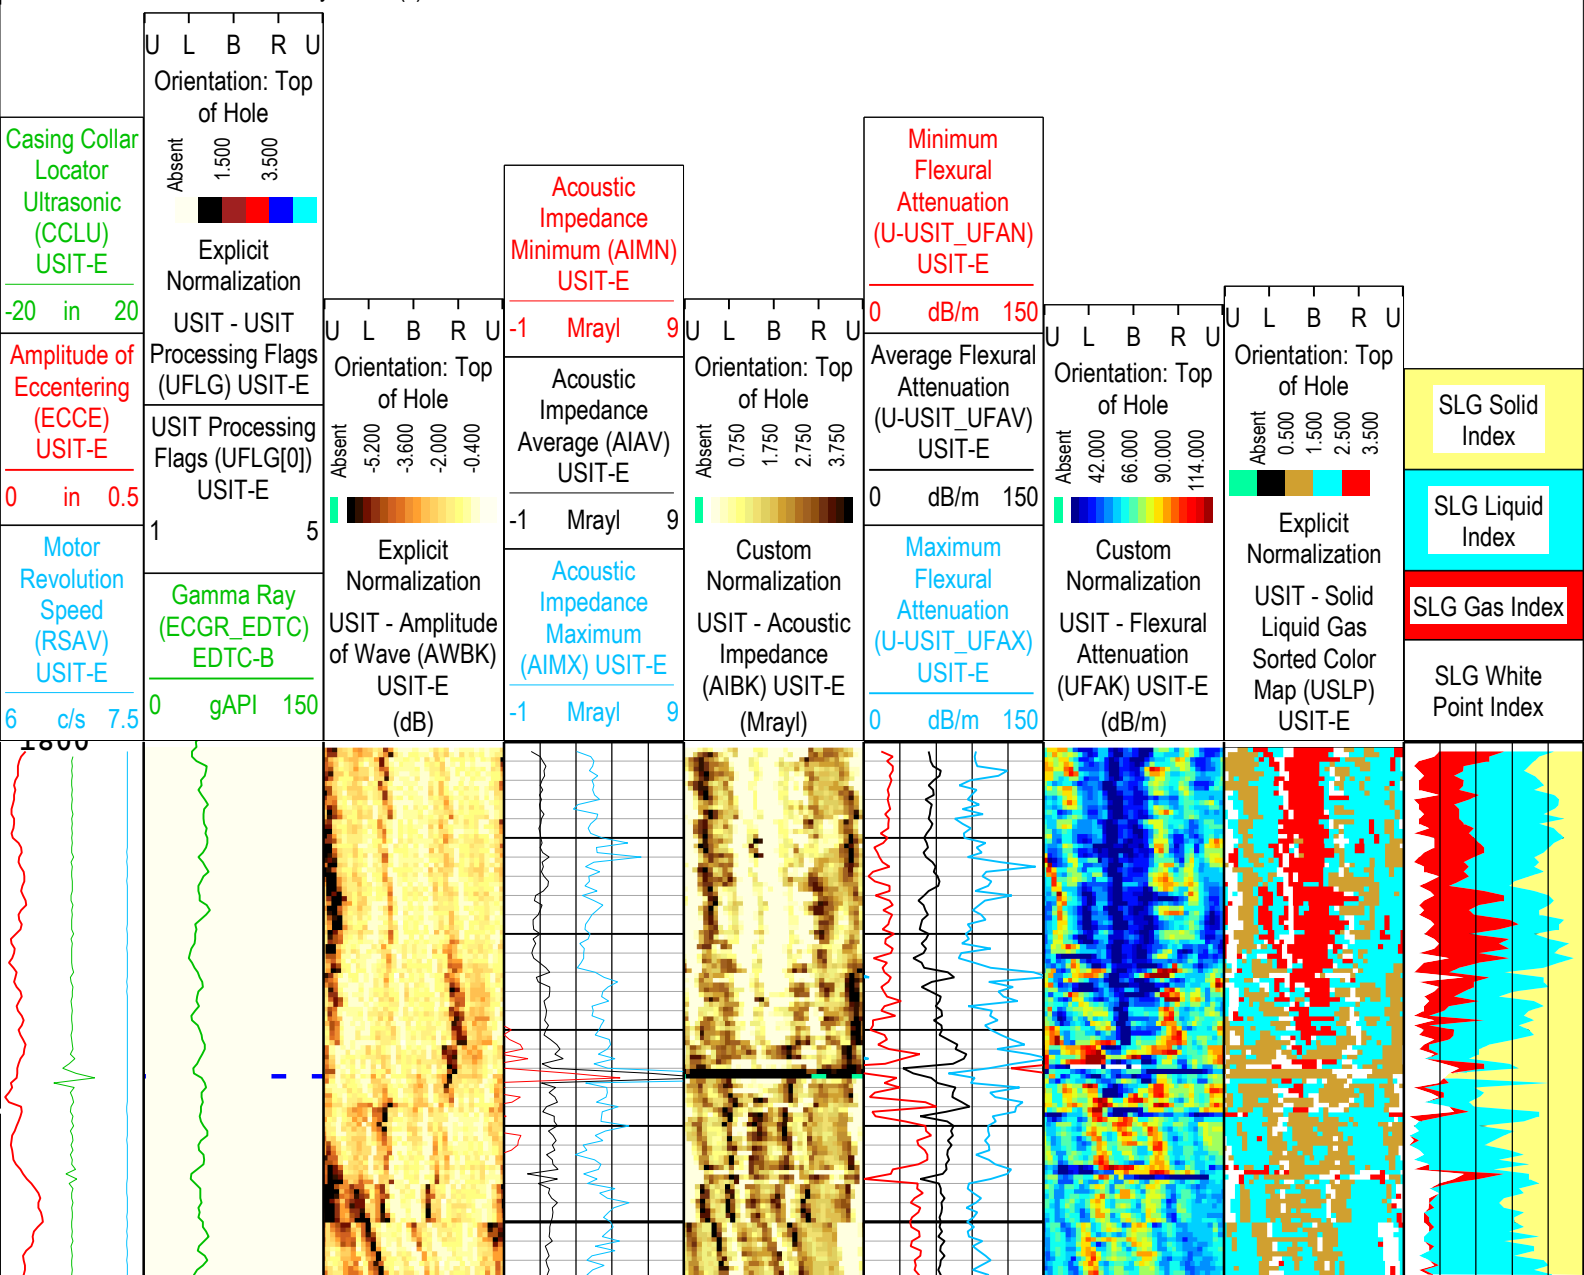 U L B R U
Orientation: Top
of Hole
Absent
1.500
3.500
Explicit
Normalization
USIT - USIT
Processing Flags
(UFLG) USIT-E
USIT Processing
Flags (UFLG[0])
USIT-E
1 5
Gamma Ray
(ECGR_EDTC)
EDTC-B
0 gAPI 150
Casing Collar
Locator
Ultrasonic
(CCLU)
USIT-E
-20 in 20
Amplitude of
Eccentering
(ECCE)
USIT-E
0 in 0.5
Motor
Revolution
Speed
(RSAV)
USIT-E
6 c/s 7.5
U L B R U
Orientation: Top
of Hole
Absent
-5.200
-3.600
-2.000
-0.400
Explicit
Normalization
USIT - Amplitude
of Wave (AWBK)
USIT-E
(dB)
Acoustic
Impedance
Minimum (AIMN)
USIT-E
-1 Mrayl 9
Acoustic
Impedance
Average (AIAV)
USIT-E
-1 Mrayl 9
Acoustic
Impedance
Maximum
(AIMX) USIT-E
-1 Mrayl 9
U L B R U
Orientation: Top
of Hole
Absent
0.750
1.750
2.750
3.750
Custom
Normalization
USIT - Acoustic
Impedance
(AIBK) USIT-E
(Mrayl)
Minimum
Flexural
Attenuation
(U-USIT_UFAN)
USIT-E
0 dB/m 150
Average Flexural
Attenuation
(U-USIT_UFAV)
USIT-E
0 dB/m 150
Maximum
Flexural
Attenuation
(U-USIT_UFAX)
USIT-E
0 dB/m 150
U L B R U
Orientation: Top
of Hole
Absent
42.000
66.000
90.000
114.000
Custom
Normalization
USIT - Flexural
Attenuation
(UFAK) USIT-E
(dB/m)
U L B R U
Orientation: Top
of Hole
Absent
0.500
1.500
2.500
3.500
Explicit
Normalization
USIT - Solid
Liquid Gas
Sorted Color
Map (USLP)
USIT-E
SLG Solid
Index
SLG Liquid
Index
SLG Gas Index
SLG White
Point Index
1800